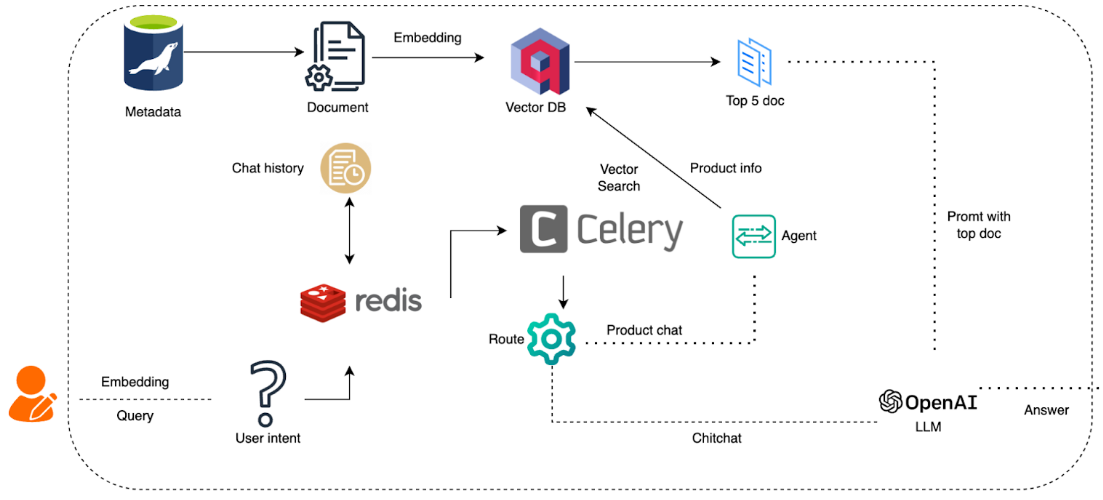 Metadata
Document
Embedding
Vector DB
Top 5 doc
Chat history
Vector
Search
Product info
C Celery
Agent
Promt with
top doc
redis
Route
Product chat
Embedding
Query
User intent
Chitchat
OpenAI
LLM
Answer